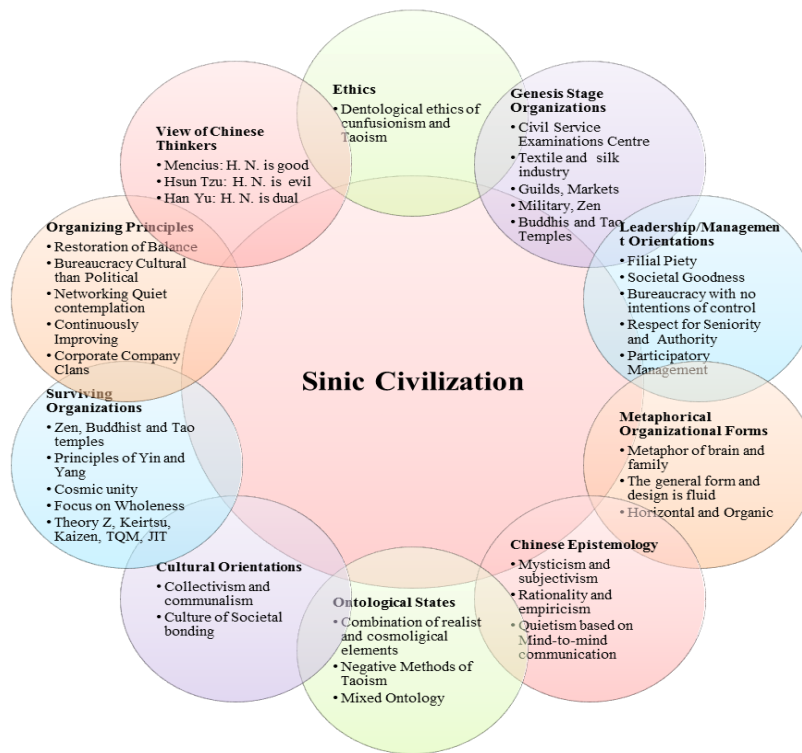 Ethics
• Dentological ethics of
cunfusionism and
Taoism
Genesis Stage
Organizations
• Civil Service
Examinations Centre
• Textile and silk
industry
• Guilds, Markets
• Military, Zen
• Buddhis and Tao
Temples
Leadership/Managemen
t Orientations
• Filial Piety
• Societal Goodness
• Bureaucracy with no
intentions of control
• Respect for Seniority
and Authority
• Participatory
Management
Metaphorical
Organizational Forms
• Metaphor of brain and
family
• The general form and
design is fluid
• Horizontal and Organic
Chinese Epistemology
• Mysticism and
subjectivism
• Rationality and
empiricism
• Quietism based on
Mind-to-mind
communication
Ontological States
• Combination of realist
and cosmoligical
elements
• Negative Methods of
Taoism
• Mixed Ontology
Cultural Orientations
• Collectivism and
communalism
• Culture of Societal
bonding
Surviving
Organizations
• Zen, Buddhist and Tao
temples
• Principles of Yin and
Yang
• Cosmic unity
• Focus on Wholeness
• Theory Z, Keirtsu,
Kaizen, TQM, JIT
Organizing Principles
• Restoration of Balance
• Bureaucracy Cultural
than Political
• Networking Quiet
contemplation
• Continuously
Improving
• Corporate Company
Clans
View of Chinese
Thinkers
• Mencius: H. N. is good
• Hsun Tzu: H. N. is evil
• Han Yu: H. N. is dual
Sinic Civilization